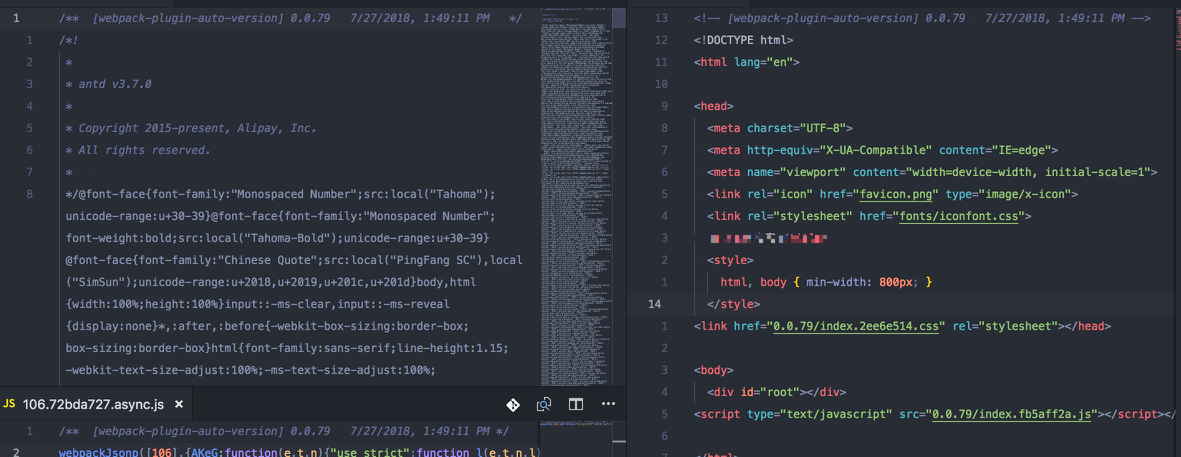 1 /**  [webpack-plugin-auto-version] 0.0.79   7/27/2018, 1:49:11 PM   */
1 /*!
2 *
3 * antd v3.7.0
4 *
5 * Copyright 2015-present, Alipay, Inc.
6 * All rights reserved.
7 *
8 */@font-face{font-family:"Monospaced Number";src:local("Tahoma");
unicode-range:u+30-39}@font-face{font-family:"Monospaced Number";
font-weight:bold;src:local("Tahoma-Bold");unicode-range:u+30-39}
@font-face{font-family:"Chinese Quote";src:local("PingFang SC"),local
("SimSun");unicode-range:u+2018,u+2019,u+201c,u+201d}body,html
{width:100%;height:100%}input::-ms-clear,input::-ms-reveal
{display:none}*,:after,:before{-webkit-box-sizing:border-box;
box-sizing:border-box}html{font-family:sans-serif;line-height:1.15;
-webkit-text-size-adjust:100%;-ms-text-size-adjust:100%;
JS 106.72bda727.async.js ×
1 /**  [webpack-plugin-auto-version] 0.0.79   7/27/2018, 1:49:11 PM */
2 webpackJsonp([106],{AKeG:function(e,t,n){"use strict";function l(e,t,n,l)
13 <!-- [webpack-plugin-auto-version] 0.0.79   7/27/2018, 1:49:11 PM -->
12 <!DOCTYPE html>
11 <html lang="en">
10
9 <head>
8 <meta charset="UTF-8">
7 <meta http-equiv="X-UA-Compatible" content="IE=edge">
6 <meta name="viewport" content="width=device-width, initial-scale=1">
5 <link rel="icon" href="favicon.png" type="image/x-icon">
4 <link rel="stylesheet" href="fonts/iconfont.css">
3
2 <style>
1 html, body { min-width: 800px; }
14 </style>
1 <link href="0.0.79/index.2ee6e514.css" rel="stylesheet"></head>
2
3 <body>
4 <div id="root"></div>
5 <script type="text/javascript" src="0.0.79/index.fb5aff2a.js"></script></
6
7 </html>